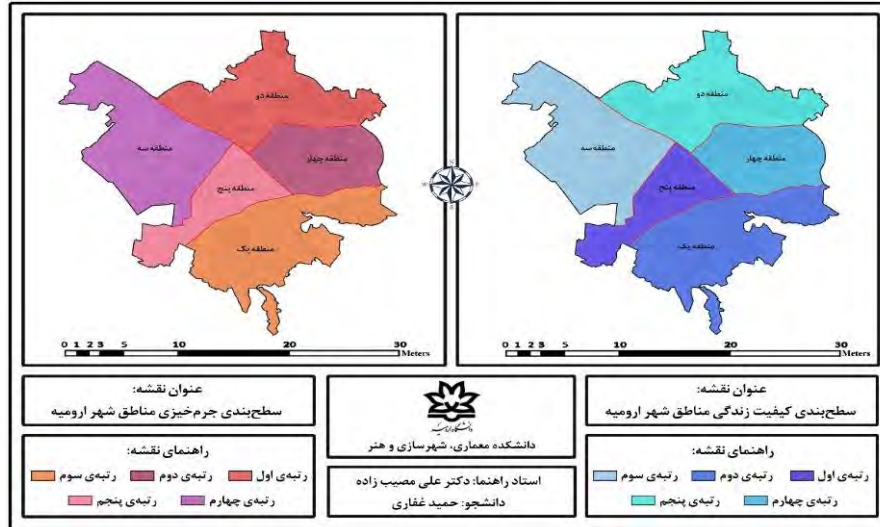 منطقه دو
منطقه سه
منطقه چهار
منطقه پنج
منطقه یک
0 1 2 3 5 10 20 30
Meters
منطقه دو
منطقه سه
منطقه چهار
منطقه پنج
منطقه یک
0 1 2 3 5 10 20 30
Meters
عنوان نقشه:
سطح‌بندی کیفیت زندگی مناطق شهر ارومیه
راهنمای نقشه:
رتبه‌ی اول رتبه‌ی دوم رتبه‌ی سوم
رتبه‌ی چهارم رتبه‌ی پنجم
دانشگاه ارومیه
دانشکده معماری، شهرسازی و هنر
استاد راهنما: دکتر علی مصیب زاده
دانشجو: حمید غفاری
عنوان نقشه:
سطح‌بندی جرم‌خیزی مناطق شهر ارومیه
راهنمای نقشه:
رتبه‌ی اول رتبه‌ی دوم رتبه‌ی سوم
رتبه‌ی چهارم رتبه‌ی پنجم